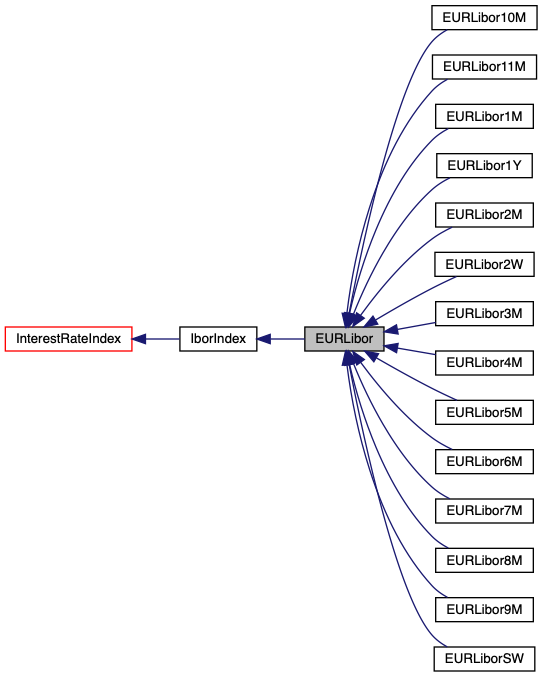 EURLibor10M
EURLibor11M
EURLibor1M
EURLibor1Y
EURLibor2M
EURLibor2W
EURLibor3M
InterestRateIndex
IborIndex
EURLibor
EURLibor4M
EURLibor5M
EURLibor6M
EURLibor7M
EURLibor8M
EURLibor9M
EURLiborSW